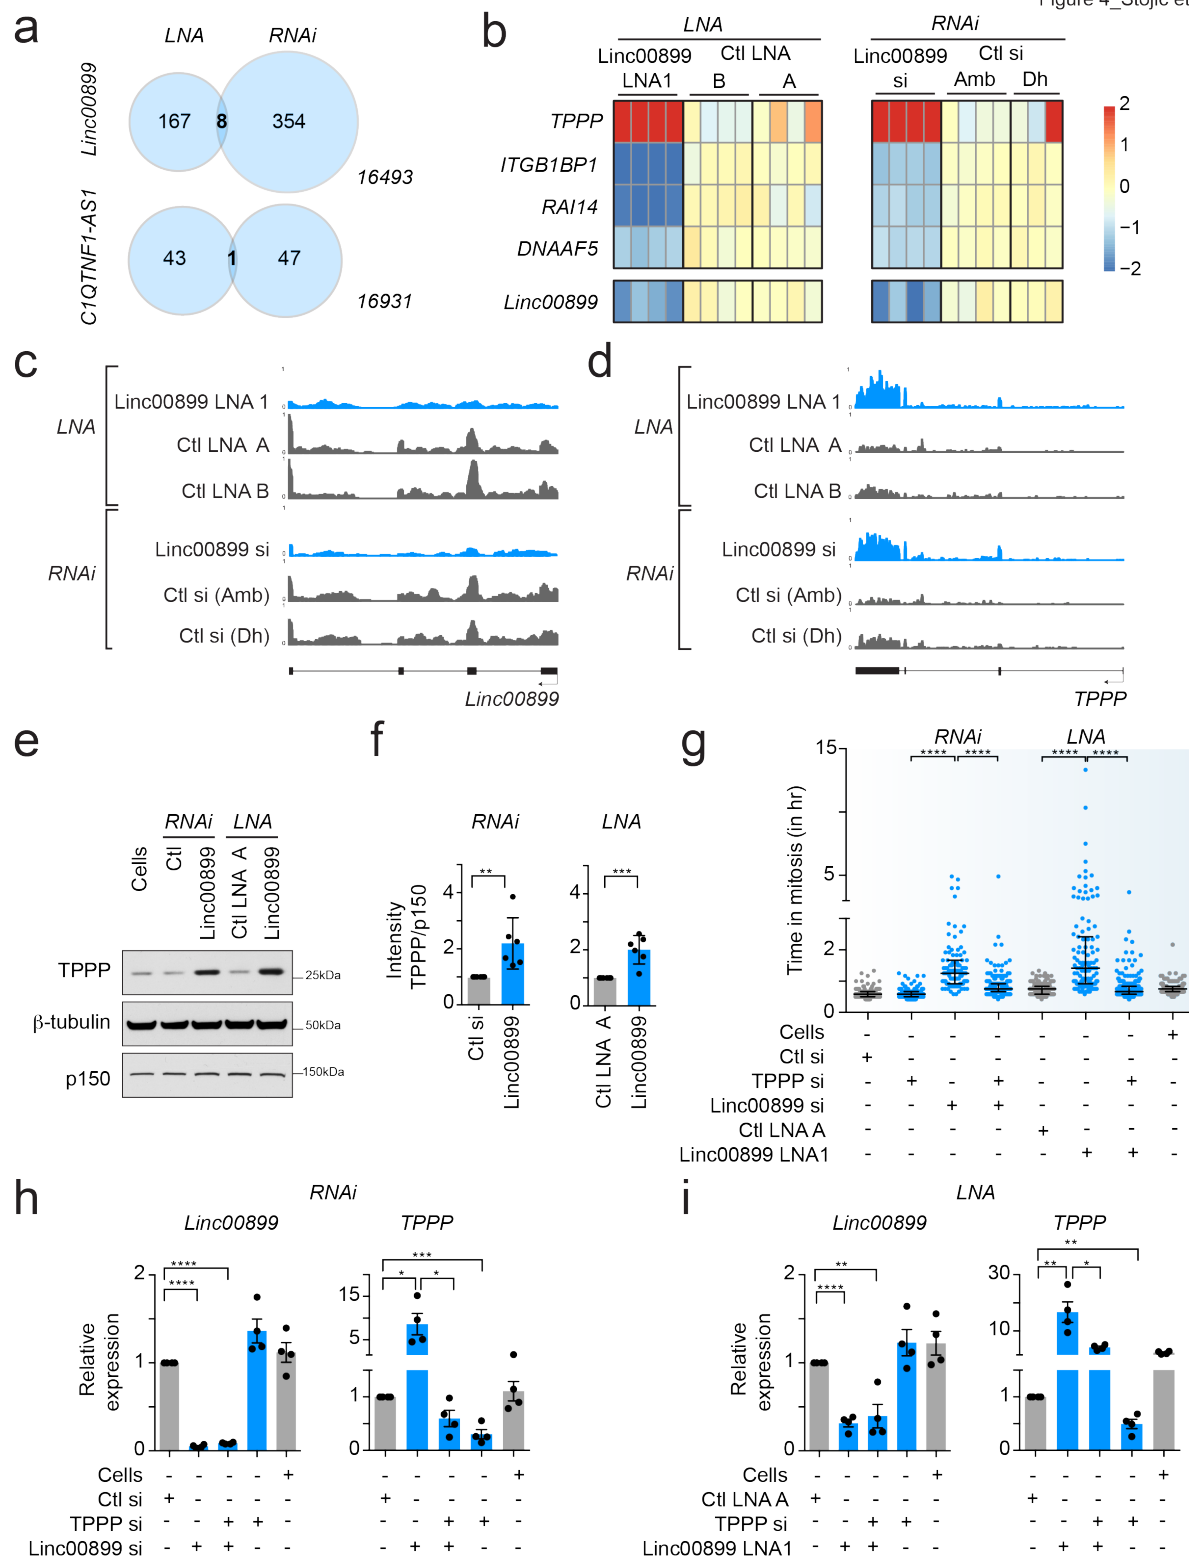 Figure 4_Stojic et
a
LNA RNAi
Linc00899
167 8 354
16493
C1QTNF1-AS1
43 1 47
16931
b
LNA RNAi
Linc00899 Ctl LNA Linc00899 Ctl si
LNA1 B A si Amb Dh
TPPP
ITGB1BP1
RAI14
DNAAF5
Linc00899
2
1
0
−1
−2
c
LNA
Linc00899 LNA 1
Ctl LNA A
Ctl LNA B
RNAi
Linc00899 si
Ctl si (Amb)
Ctl si (Dh)
Linc00899
d
LNA
Linc00899 LNA 1
Ctl LNA A
Ctl LNA B
RNAi
Linc00899 si
Ctl si (Amb)
Ctl si (Dh)
TPPP
e
RNAi LNA
Cells Ctl Linc00899 Ctl LNA A Linc00899
TPPP 25kDa
β-tubulin 50kDa
p150 150kDa
f
RNAi LNA
Intensity
TPPP/p150
** ***
4 4
2 2
0 0
Ctl si Linc00899 Ctl LNA A Linc00899
g
RNAi LNA
**** **** **** ****
Time in mitosis (in hr)
15
5
2
1
0
Cells - - - - - - - +
Ctl si + - - - - - - -
TPPP si - + - + - - + -
Linc00899 si - - + + - - - -
Ctl LNA A - - - - + - - -
Linc00899 LNA1 - - - - - + + -
h
RNAi
Linc00899 TPPP
Relative
expression
**** ****
*** * *
2 1 0
15 5 1 0
Cells - - - - + - - - - +
Ctl si + - - - - + - - - -
TPPP si - - + + - - - + + -
Linc00899 si - + + - - - + + - -
i
LNA
Linc00899 TPPP
Relative
expression
** ****
** ** *
2 1 0
30 10 1 0
Cells - - - - + - - - - +
Ctl LNA A + - - - - + - - - -
TPPP si - - + + - - - + + -
Linc00899 LNA1 - + + - - - + + - -